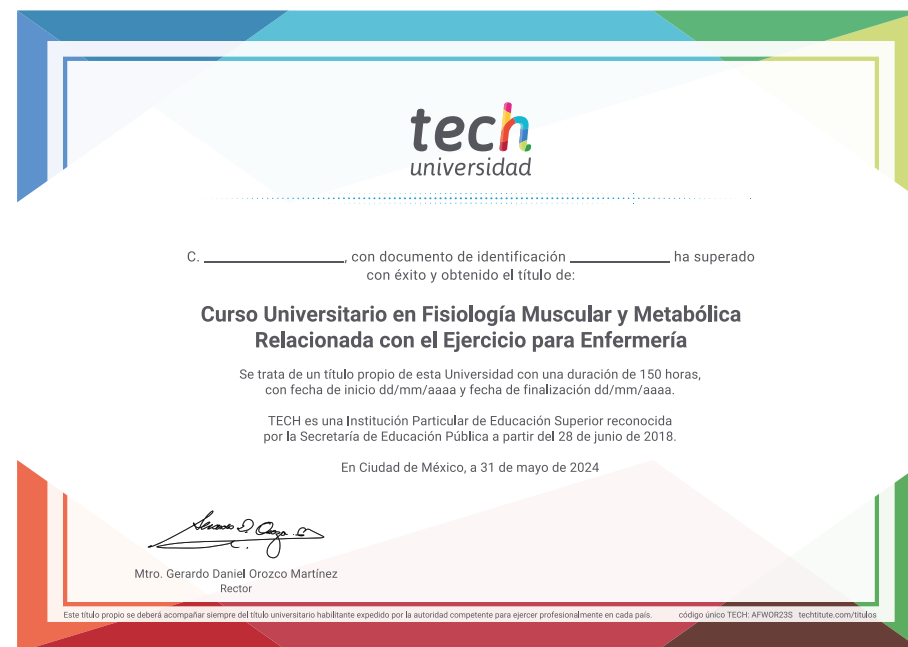 tech
universidad
C. ____________, con documento de identificación ____________ ha superado
con éxito y obtenido el título de:
Curso Universitario en Fisiología Muscular y Metabólica
Relacionada con el Ejercicio para Enfermería
Se trata de un título propio de esta Universidad con una duración de 150 horas,
con fecha de inicio dd/mm/aaaa y fecha de finalización dd/mm/aaaa.
TECH es una Institución Particular de Educación Superior reconocida
por la Secretaría de Educación Pública a partir del 28 de junio de 2018.
En Ciudad de México, a 31 de mayo de 2024
Mtro. Gerardo Daniel Orozco Martínez
Rector
Este título propio se deberá acompañar siempre del título universitario habilitante expedido por la autoridad competente para ejercer profesionalmente en cada país. código único TECH: AFWOR23S techtitute.com/titulos